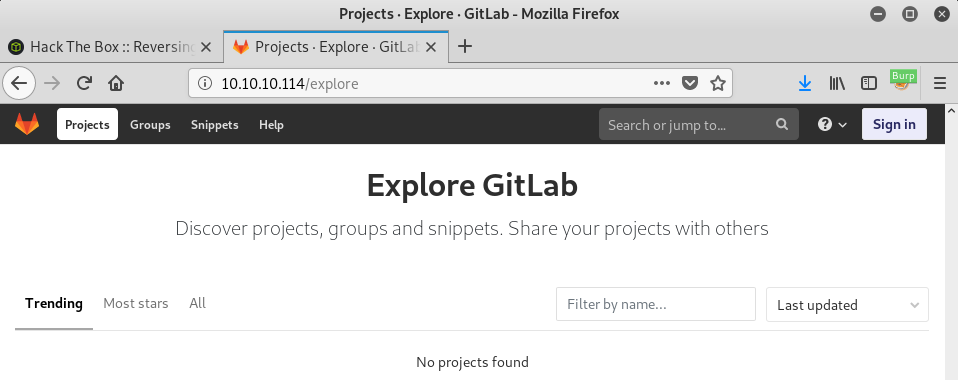 Projects · Explore · GitLab - Mozilla Firefox
Hack The Box :: Reversing
Projects · Explore · GitLab
10.10.10.114/explore
Burp
Projects Groups Snippets Help Search or jump to... Sign in
Explore GitLab
Discover projects, groups and snippets. Share your projects with others
Trending Most stars All Filter by name... Last updated
No projects found